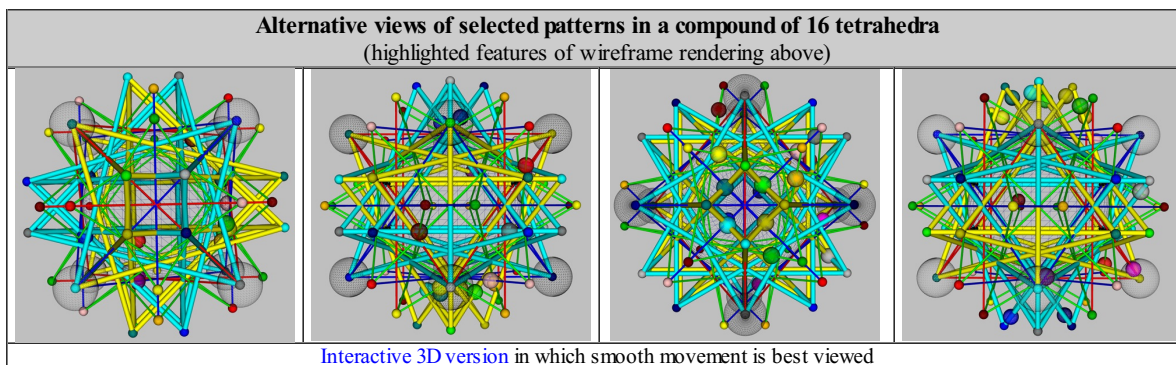 Alternative views of selected patterns in a compound of 16 tetrahedra
(highlighted features of wireframe rendering above)
Interactive 3D version in which smooth movement is best viewed